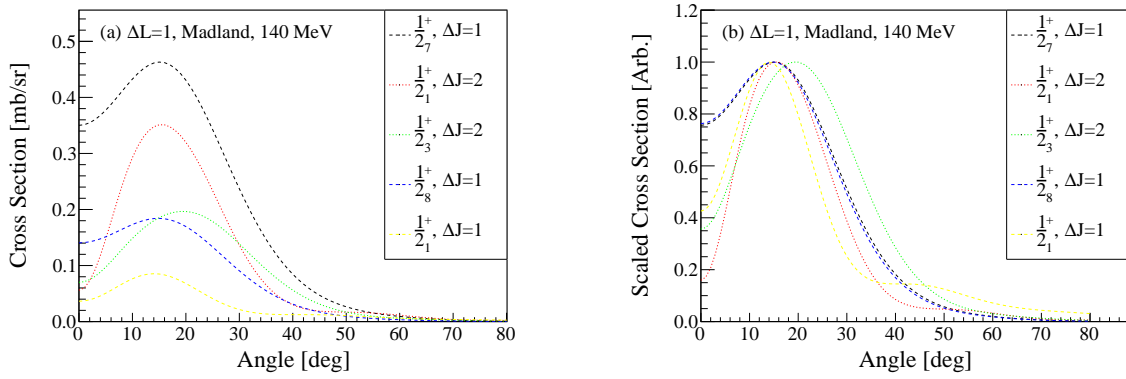 (a) ΔL=1, Madland, 140 MeV
Cross Section [mb/sr]
0.5
0.4
0.3
0.2
0.1
0.0
0 10 20 30 40 50 60 70 80
Angle [deg]
1/2⁺₇, ΔJ=1
1/2⁺₁, ΔJ=2
1/2⁺₃, ΔJ=2
1/2⁺₈, ΔJ=1
1/2⁺₁, ΔJ=1
(b) ΔL=1, Madland, 140 MeV
Scaled Cross Section [Arb.]
1.2
1.0
0.8
0.6
0.4
0.2
0.0
0 10 20 30 40 50 60 70 80
Angle [deg]
1/2⁺₇, ΔJ=1
1/2⁺₁, ΔJ=2
1/2⁺₃, ΔJ=2
1/2⁺₈, ΔJ=1
1/2⁺₁, ΔJ=1